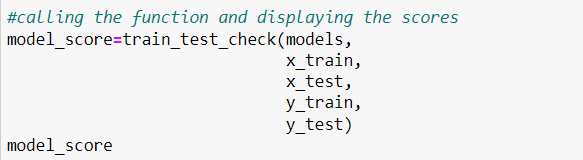 #calling the function and displaying the scores
model_score=train_test_check(models,
x_train,
x_test,
y_train,
y_test)
model_score